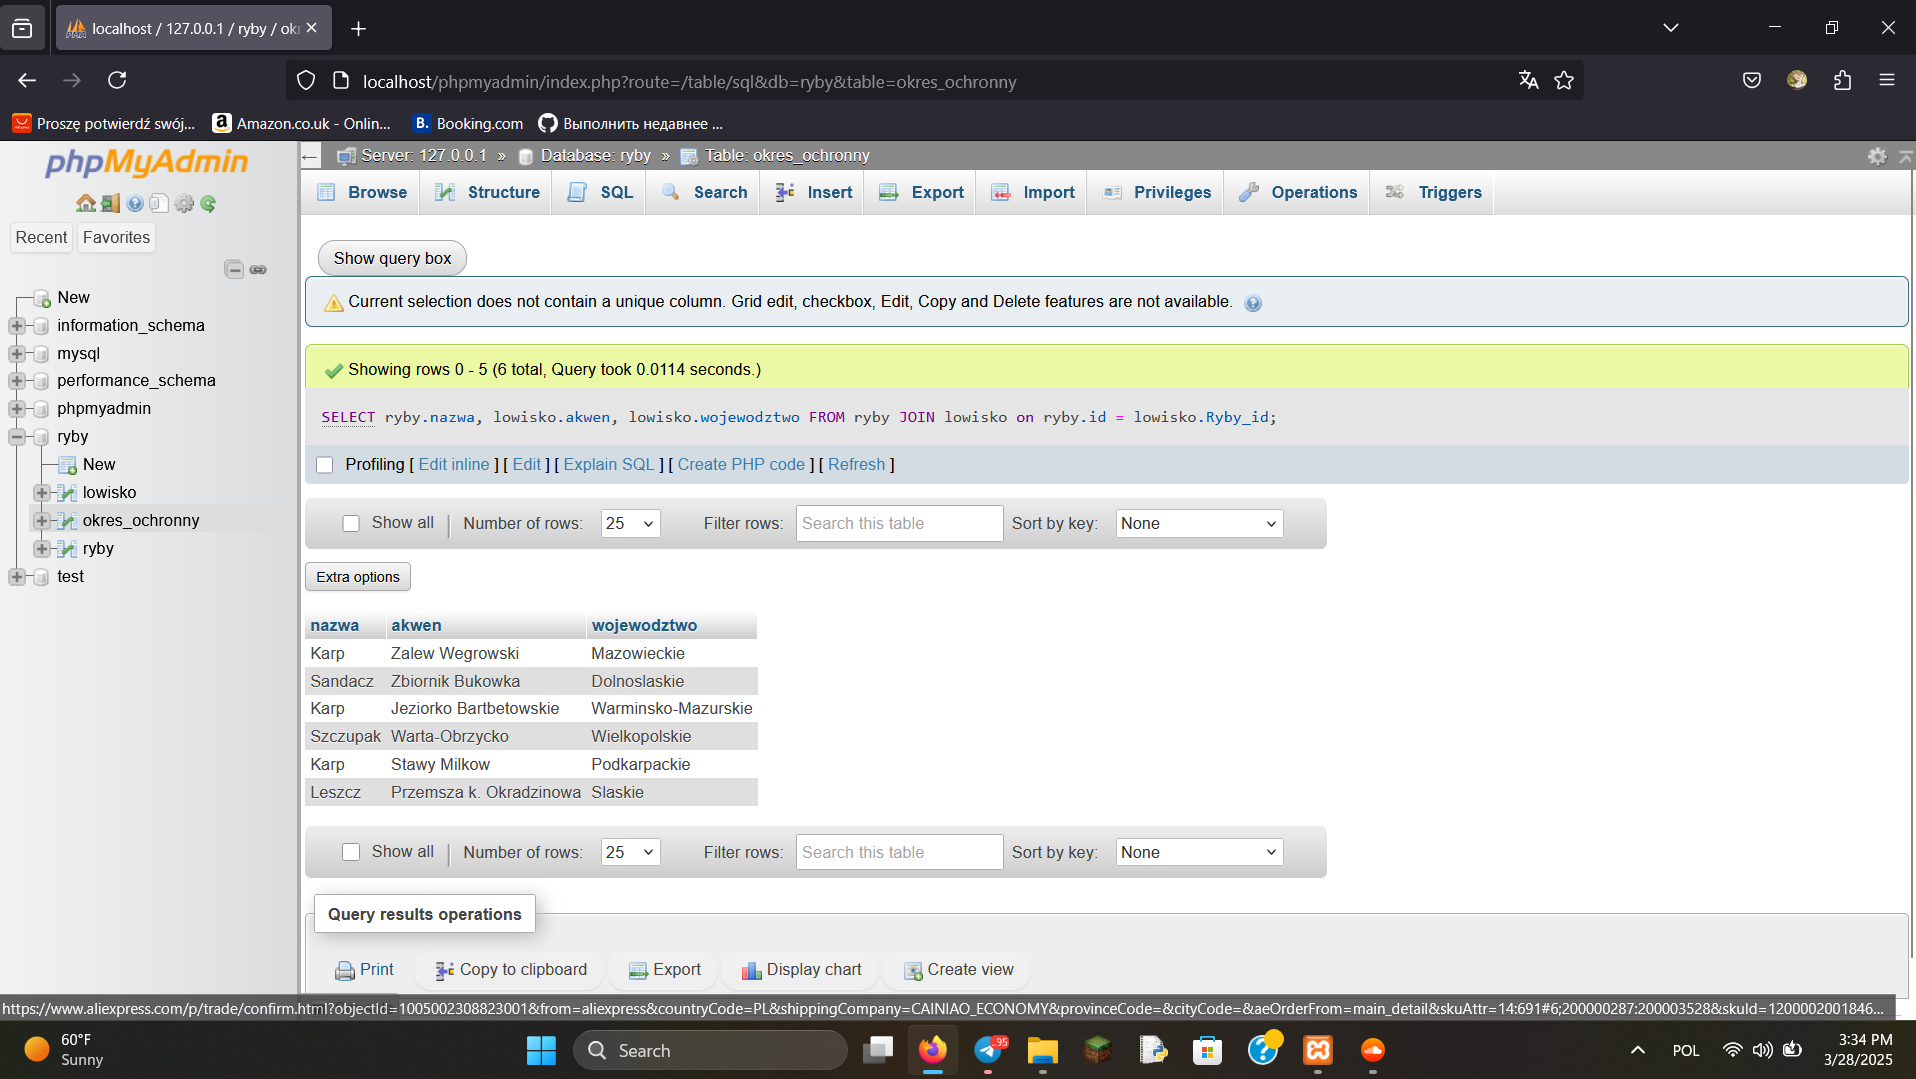 localhost / 127.0.0.1 / ryby / okr
localhost/phpmyadmin/index.php?route=/table/sql&db=ryby&table=okres_ochronny
Proszę potwierdź swój...
Amazon.co.uk - Onlin...
B.
Booking.com
Выполнить недавнее ...
phpMyAdmin
Recent
Favorites
New
information_schema
mysql
performance_schema
phpmyadmin
ryby
New
lowisko
okres_ochronny
ryby
test
Server: 127.0.0.1 » Database: ryby » Table: okres_ochronny
Browse
Structure
SQL
Search
Insert
Export
Import
Privileges
Operations
Triggers
Show query box
Current selection does not contain a unique column. Grid edit, checkbox, Edit, Copy and Delete features are not available.
Showing rows 0 - 5 (6 total, Query took 0.0114 seconds.)
SELECT ryby.nazwa, lowisko.akwen, lowisko.wojewodztwo FROM ryby JOIN lowisko on ryby.id = lowisko.Ryby_id;
Profiling [ Edit inline ] [ Edit ] [ Explain SQL ] [ Create PHP code ] [ Refresh ]
Show all | Number of rows: 25 Filter rows: Search this table Sort by key: None
Extra options
nazwa akwen wojewodztwo
Karp Zalew Wegrowski Mazowieckie
Sandacz Zbiornik Bukowka Dolnoslaskie
Karp Jeziorko Bartbetowskie Warminsko-Mazurskie
Szczupak Warta-Obrzycko Wielkopolskie
Karp Stawy Milkow Podkarpackie
Leszcz Przemsza k. Okradzinowa Slaskie
Show all | Number of rows: 25 Filter rows: Search this table Sort by key: None
Query results operations
Print
Copy to clipboard
Export
Display chart
Create view
https://www.aliexpress.com/p/trade/confirm.html?objectId=1005002308823001&from=aliexpress&countryCode=PL&shippingCompany=CAINIAO_ECONOMY&provinceCode=&cityCode=&aeOrderFrom=main_detail&skuAttr=14:691#6;200000287:200003528&skuId=1200002001846...
60°F
Sunny
Search
.95
POL
3:34 PM
3/28/2025